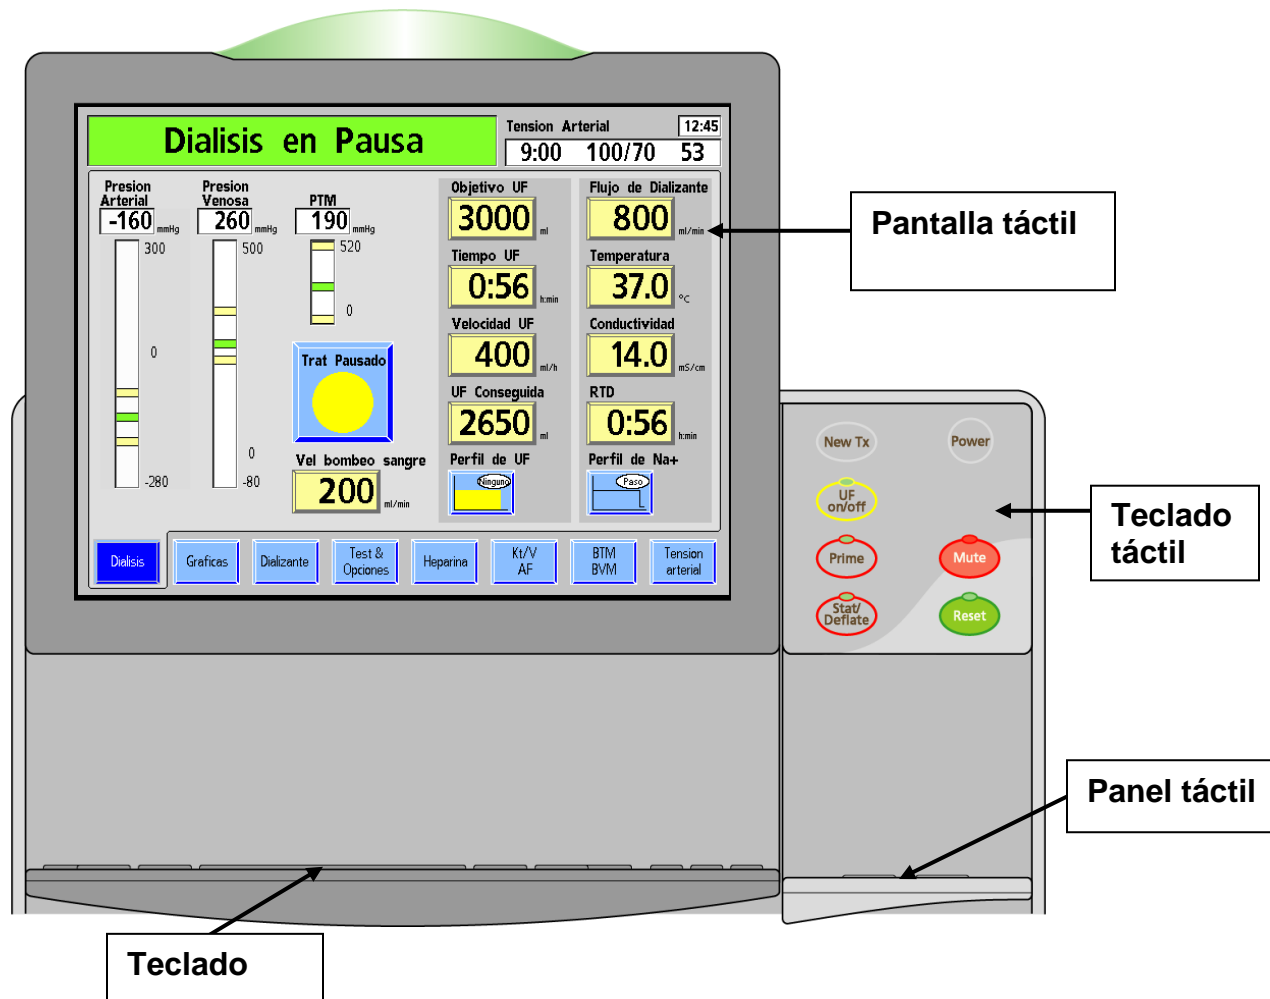 Dialisis en Pausa
Tension Arterial 12:45
9:00 100/70 53
Presion Arterial
-160 mmHg
300
0
-280
Presion Venosa
260 mmHg
500
0
-80
PTM
190 mmHg
520
0
Trat Pausado
Vel bombeo sangre
200 ml/min
Objetivo UF
3000 ml
Tiempo UF
0:56 h:min
Velocidad UF
400 ml/h
UF Conseguida
2650 ml
Perfil de UF
Ninguno
Flujo de Dializante
800 ml/min
Temperatura
37.0 °C
Conductividad
14.0 mS/cm
RTD
0:56 h:min
Perfil de Na+
Paso
Dialisis
Graficas
Dializante
Test &
Opciones
Heparina
Kt/V
AF
BTM
BVM
Tension
arterial
New Tx
Power
UF
on/off
Prime
Mute
Stat/
Deflate
Reset
Pantalla táctil
Teclado
táctil
Panel táctil
Teclado